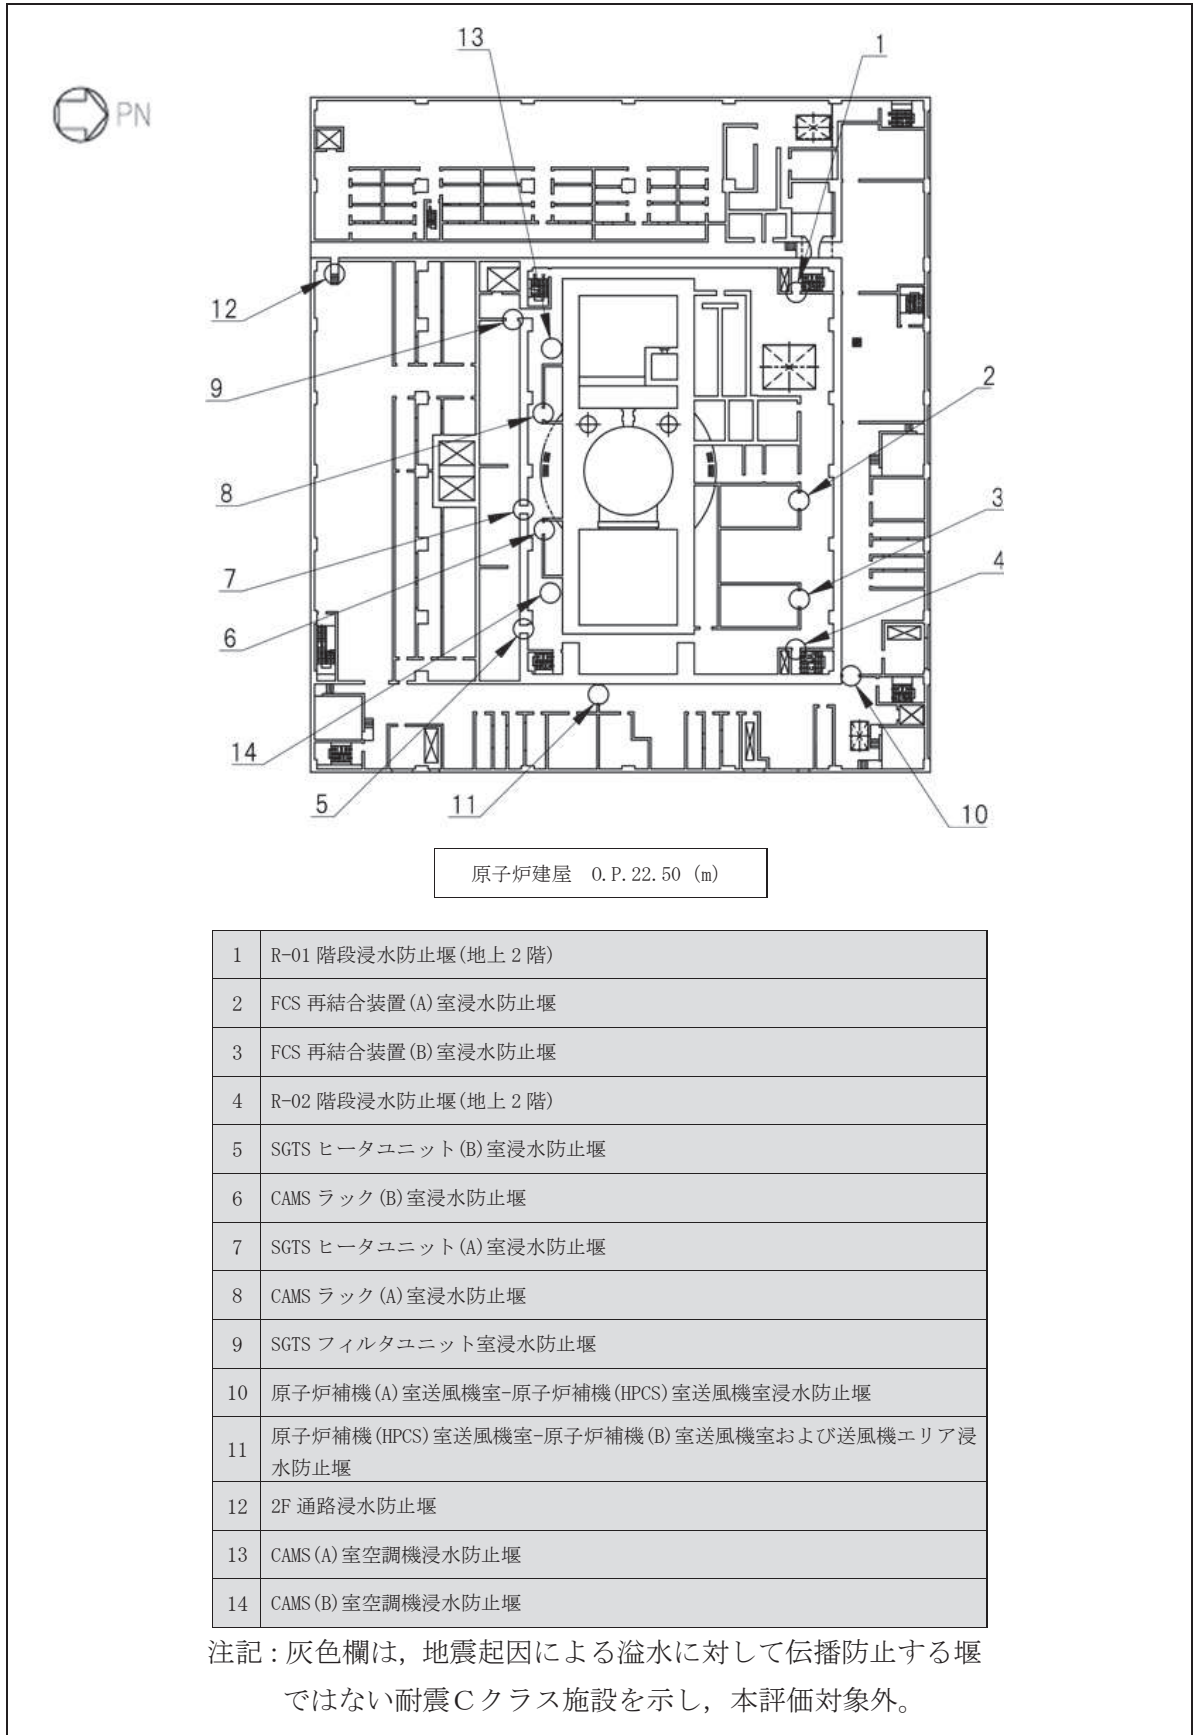 13
1
PN
12
9
2
8
3
7
4
6
14
5
11
10
原子炉建屋 O.P.22.50 (m)
1 R-01 階段浸水防止堰(地上 2 階)
2 FCS 再結合装置(A)室浸水防止堰
3 FCS 再結合装置(B)室浸水防止堰
4 R-02 階段浸水防止堰(地上 2 階)
5 SGTS ヒータユニット(B)室浸水防止堰
6 CAMS ラック(B)室浸水防止堰
7 SGTS ヒータユニット(A)室浸水防止堰
8 CAMS ラック(A)室浸水防止堰
9 SGTS フィルタユニット室浸水防止堰
10 原子炉補機(A)室送風機室-原子炉補機(HPCS)室送風機室浸水防止堰
11 原子炉補機(HPCS)室送風機室-原子炉補機(B)室送風機室および送風機エリア浸
水防止堰
12 2F 通路浸水防止堰
13 CAMS(A)室空調機浸水防止堰
14 CAMS(B)室空調機浸水防止堰
注記：灰色欄は，地震起因による溢水に対して伝播防止する堰
ではない耐震Ｃクラス施設を示し，本評価対象外。